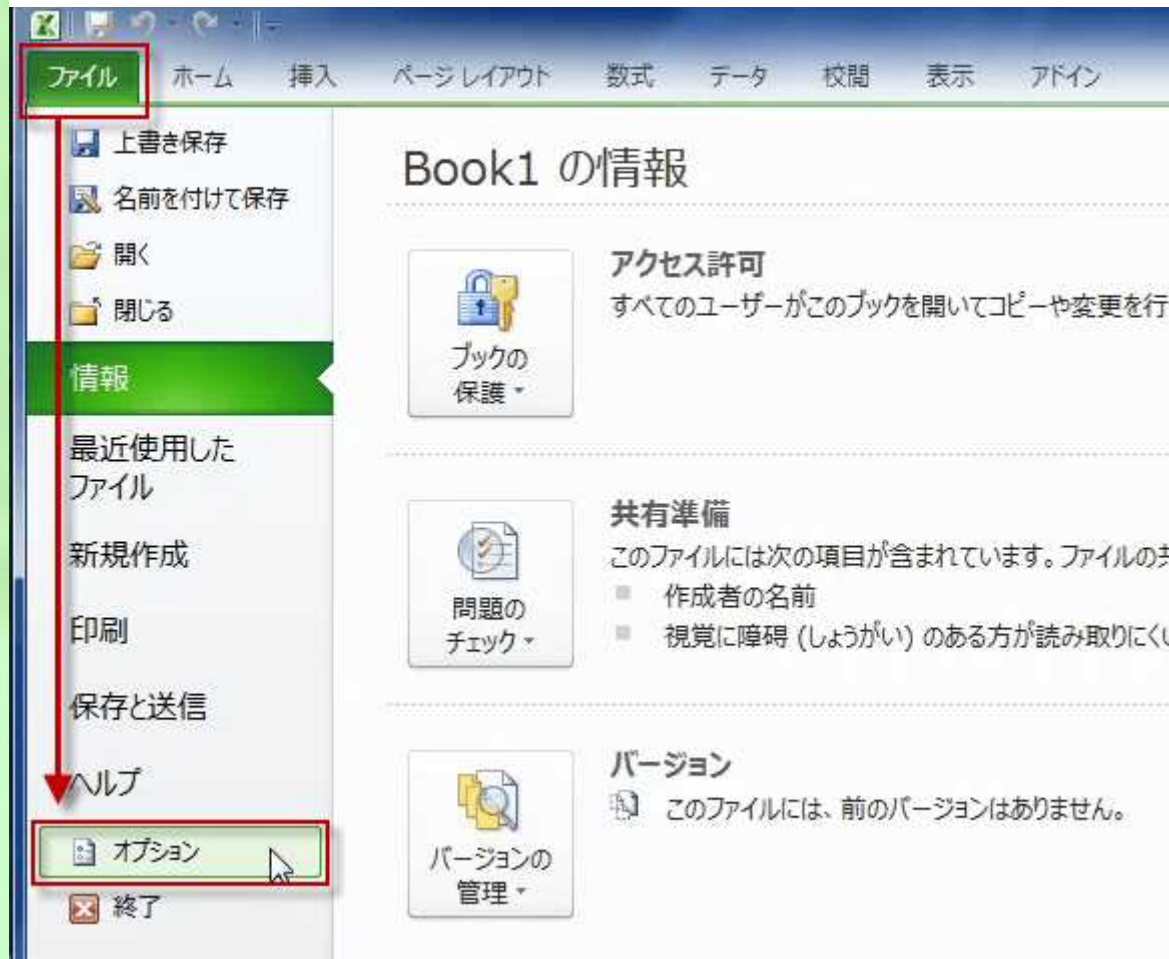 ファイル ホーム 挿入 ページ レイアウト 数式 データ 校閲 表示 アドイン
上書き保存
名前を付けて保存
開く
閉じる
情報
最近使用した
ファイル
新規作成
印刷
保存と送信
ヘルプ
オプション
終了
Book1 の情報
ブックの
保護
アクセス許可
すべてのユーザーがこのブックを開いてコピーや変更を行
問題の
チェック
共有準備
このファイルには次の項目が含まれています。ファイルの
作成者の名前
視覚に障碍 (しょうがい) のある方が読み取りにく
バージョンの
管理
バージョン
このファイルには、前のバージョンはありません。